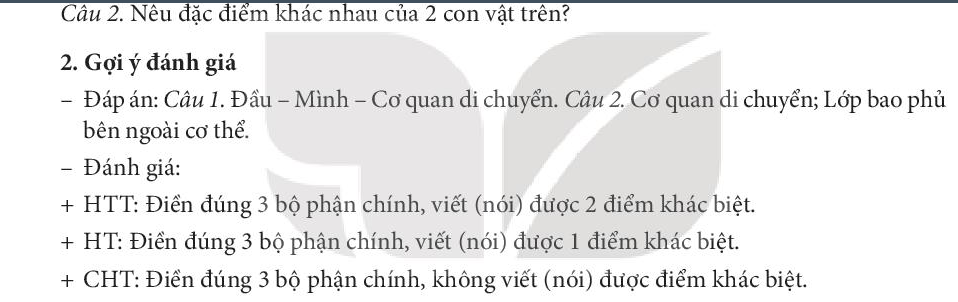 Câu 2. Nêu đặc điểm khác nhau của 2 con vật trên?
2. Gợi ý đánh giá
– Đáp án: Câu 1. Đầu – Mình – Cơ quan di chuyển. Câu 2. Cơ quan di chuyển; Lớp bao phủ
bên ngoài cơ thể.
– Đánh giá:
+ HTT: Điền đúng 3 bộ phận chính, viết (nói) được 2 điểm khác biệt.
+ HT: Điền đúng 3 bộ phận chính, viết (nói) được 1 điểm khác biệt.
+ CHT: Điền đúng 3 bộ phận chính, không viết (nói) được điểm khác biệt.